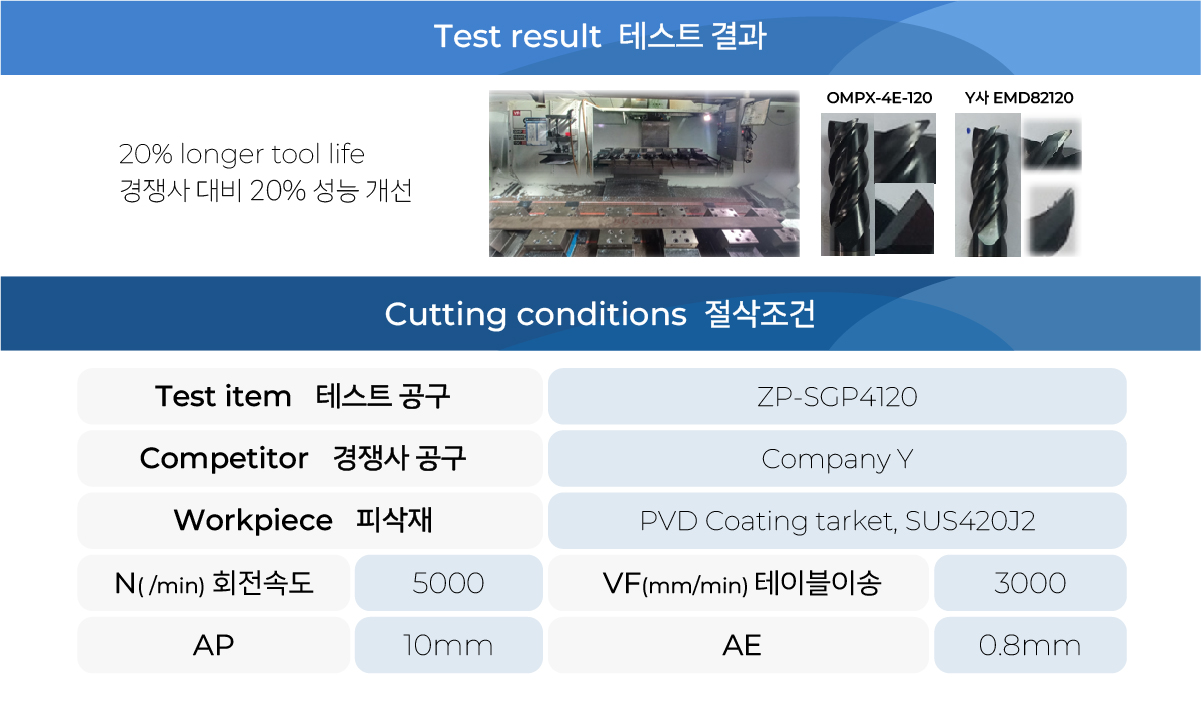 Test result 테스트 결과
OMPX-4E-120
Y사 EMD82120
20% longer tool life
경쟁사 대비 20% 성능 개선
Cutting conditions 절삭조건
Test item 테스트 공구
ZP-SGP4120
Competitor 경쟁사 공구
Company Y
Workpiece 피삭재
PVD Coating tarket, SUS420J2
N( /min) 회전속도
5000
VF(mm/min) 테이블이송
3000
AP
10mm
AE
0.8mm